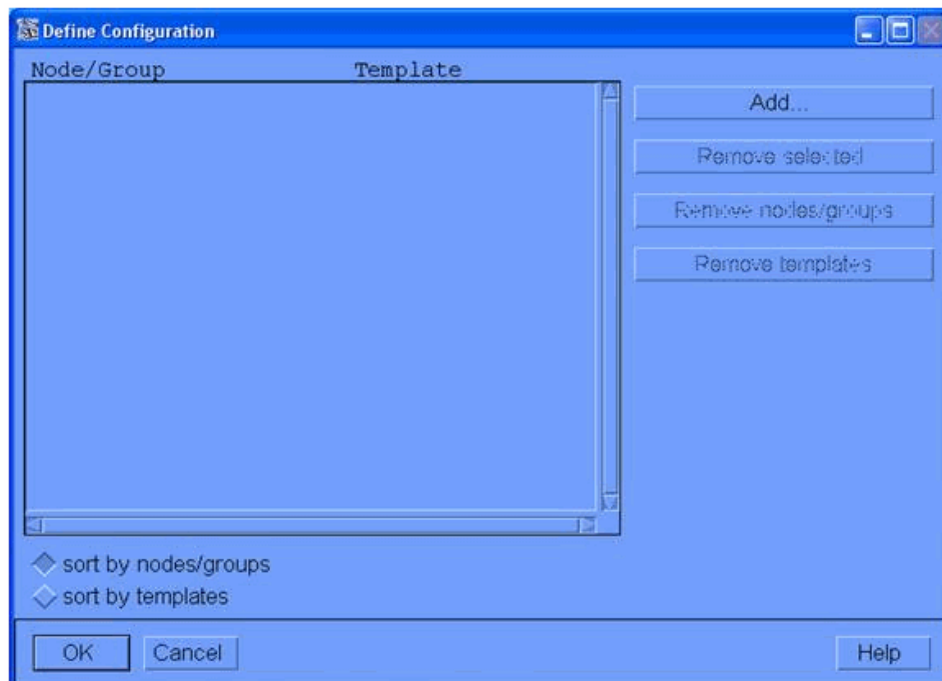 Define Configuration
Node/Group Template
Add...
Remove selected
Remove nodes/groups
Remove templates
sort by nodes/groups
sort by templates
OK Cancel Help